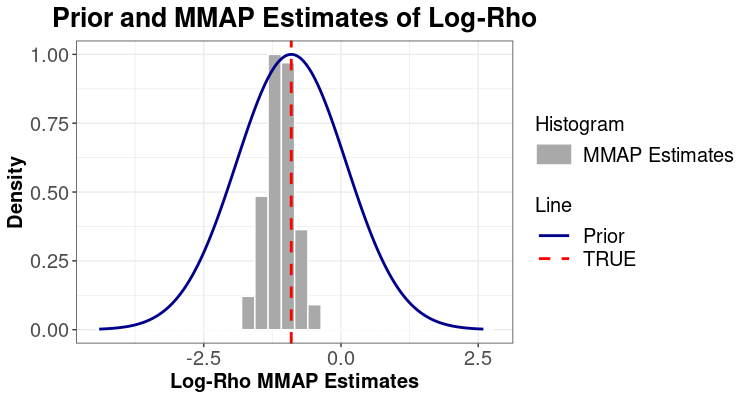 Prior and MMAP Estimates of Log-Rho
Density
1.00
0.75
0.50
0.25
0.00
-2.5 0.0 2.5
Log-Rho MMAP Estimates
Histogram
MMAP Estimates
Line
Prior
TRUE